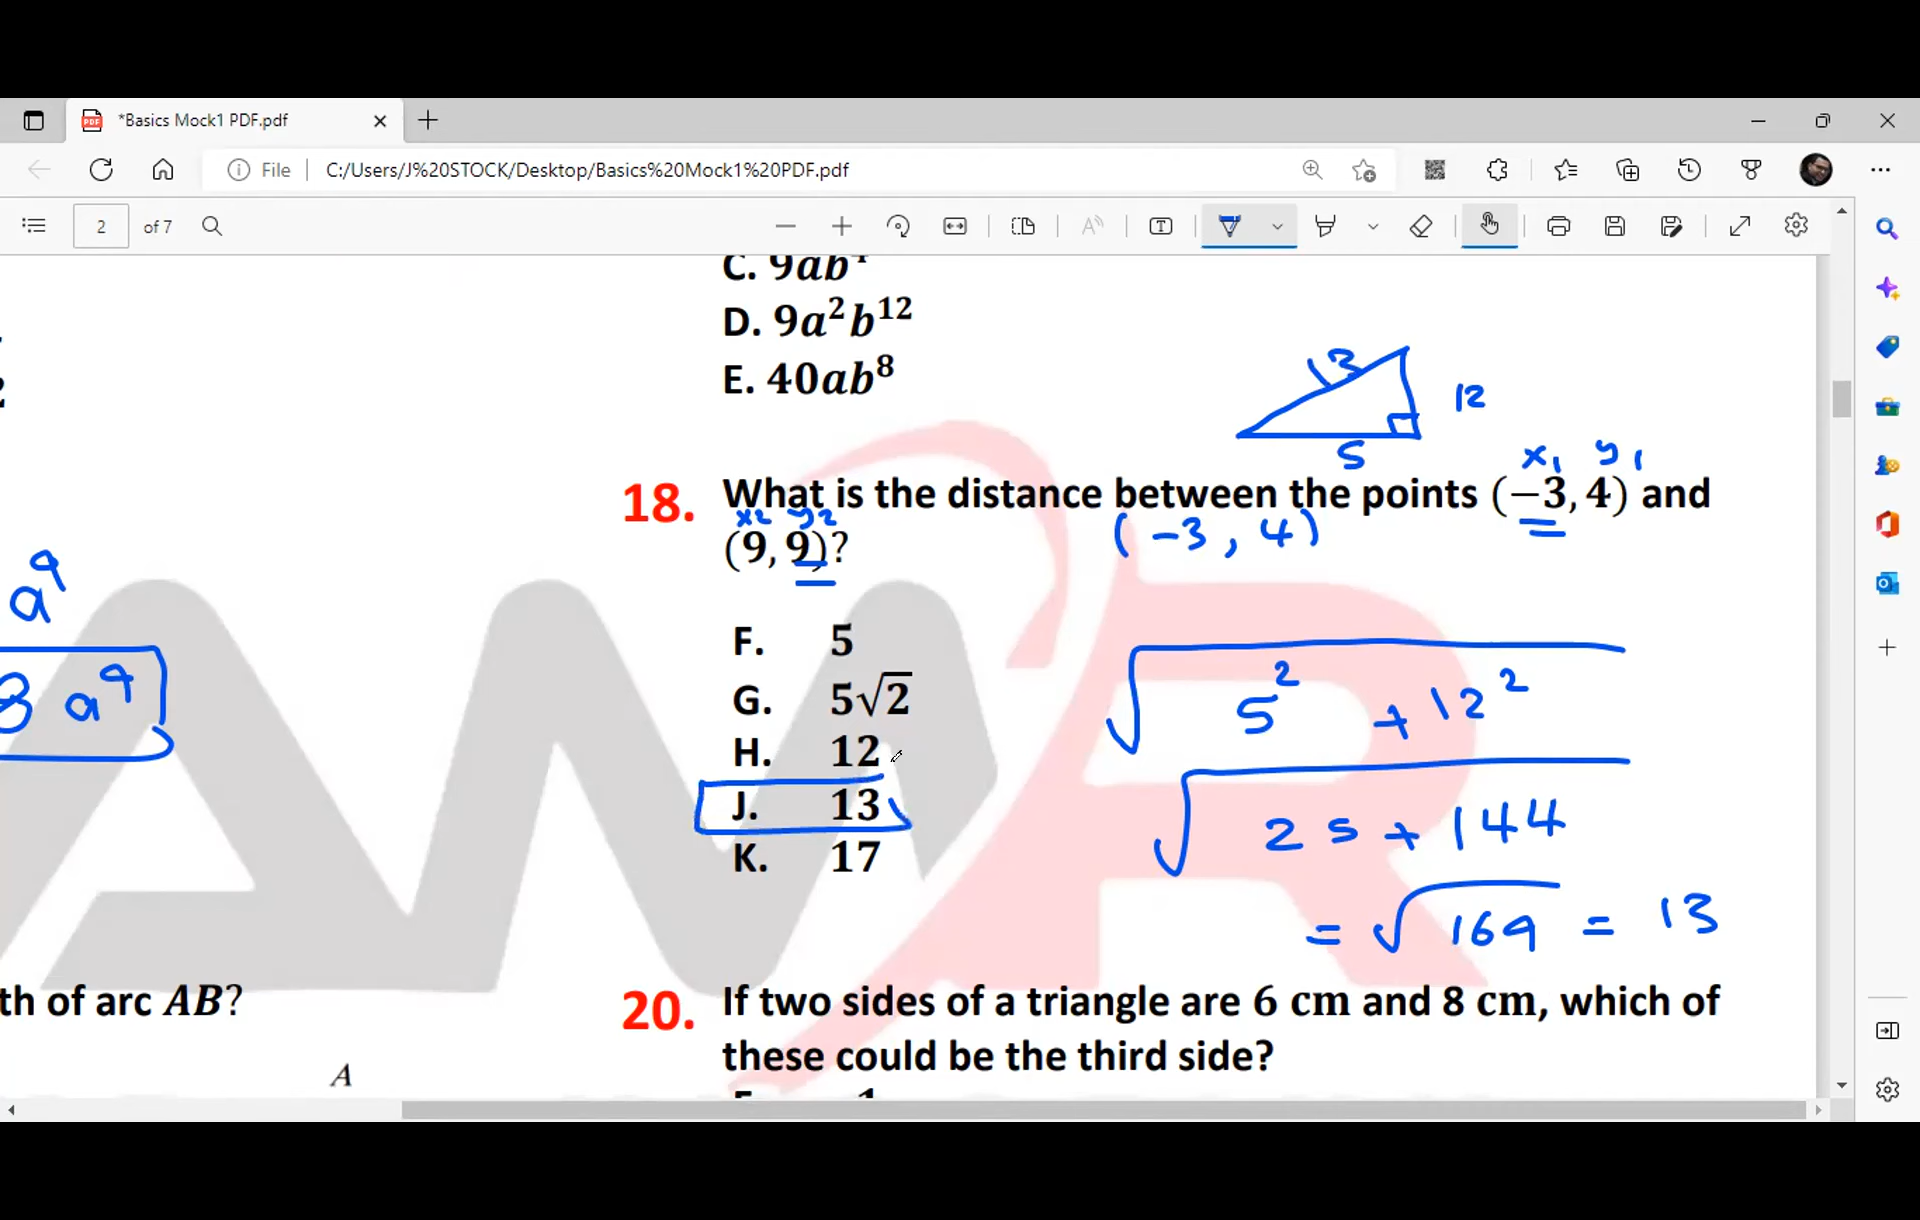 *Basics Mock1 PDF.pdf
File
C:/Users/J%20STOCK/Desktop/Basics%20Mock1%20PDF.pdf
2 of 7
C. 9ab
D. 9a²b¹²
E. 40ab⁸
13
12
5
x₁ y₁
18. What is the distance between the points (−3, 4) and
x₂ y₂
(9, 9)?
(-3, 4)
a⁹
8 a⁹
F. 5
G. 5√2
H. 12
J. 13
K. 17
√5² + 12²
√25 + 144
= √169 = 13
th of arc AB?
A
20. If two sides of a triangle are 6 cm and 8 cm, which of
these could be the third side?